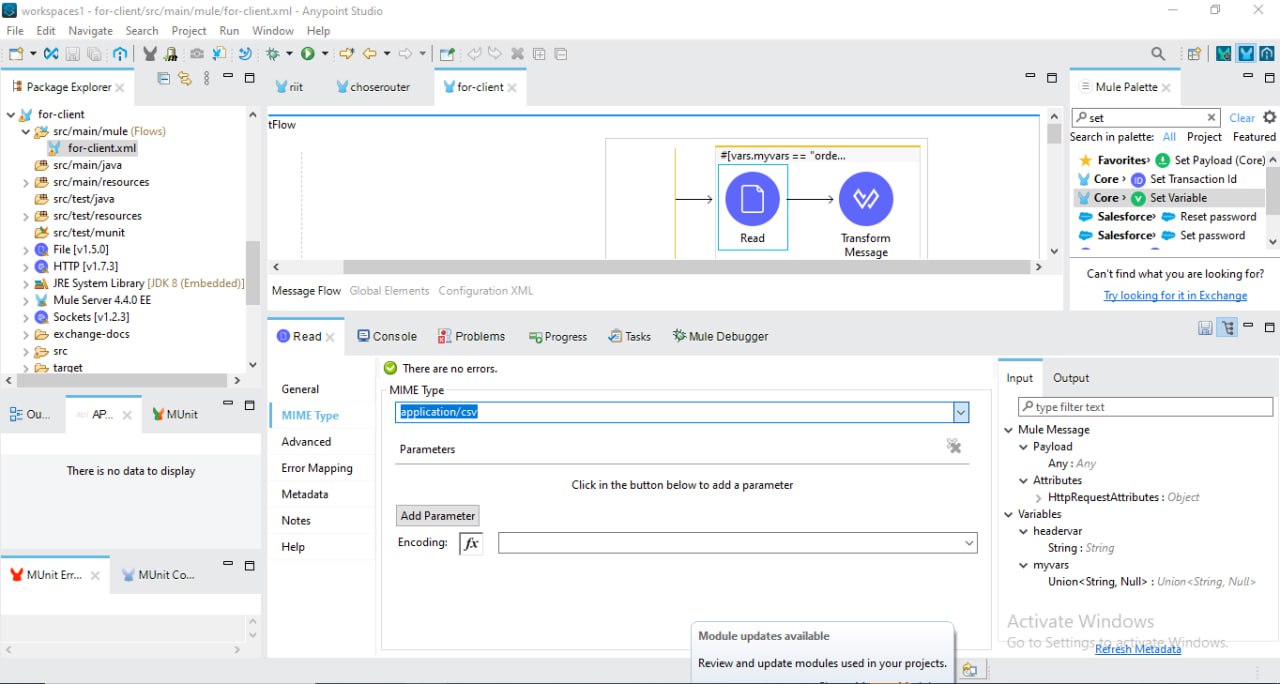 workspaces1 - for-client/src/main/mule/for-client.xml - Anypoint Studio
File Edit Navigate Search Project Run Window Help
Package Explorer
for-client
src/main/mule (Flows)
for-client.xml
src/main/java
src/main/resources
src/test/java
src/test/resources
src/test/munit
File [v1.5.0]
HTTP [v1.7.3]
JRE System Library [JDK 8 (Embedded)]
Mule Server 4.4.0 EE
Sockets [v1.2.3]
exchange-docs
src
target
Ou... AP... MUnit
There is no data to display
MUnit Err... MUnit Co...
riit choserouter for-client
tFlow
#[vars.myvars == "orde...
Read
Transform
Message
Message Flow Global Elements Configuration XML
Mule Palette
set Clear
Search in palette: All Project Featured
Favorites› Set Payload (Core)
Core › ID Set Transaction Id
Core › Set Variable
Salesforce› Reset password
Salesforce› Set password
Can't find what you are looking for?
Try looking for it in Exchange
Read Console Problems Progress Tasks Mule Debugger
There are no errors.
General
MIME Type
Advanced
Error Mapping
Metadata
Notes
Help
MIME Type
application/csv
Parameters
Click in the button below to add a parameter
Add Parameter
Encoding: fx
Input Output
type filter text
Mule Message
Payload
Any : Any
Attributes
HttpRequestAttributes : Object
Variables
headervar
String : String
myvars
Union<String, Null> : Union<String, Null>
Activate Windows
Go to Settings to activate Windows.
Refresh Metadata
Module updates available
Review and update modules used in your projects.